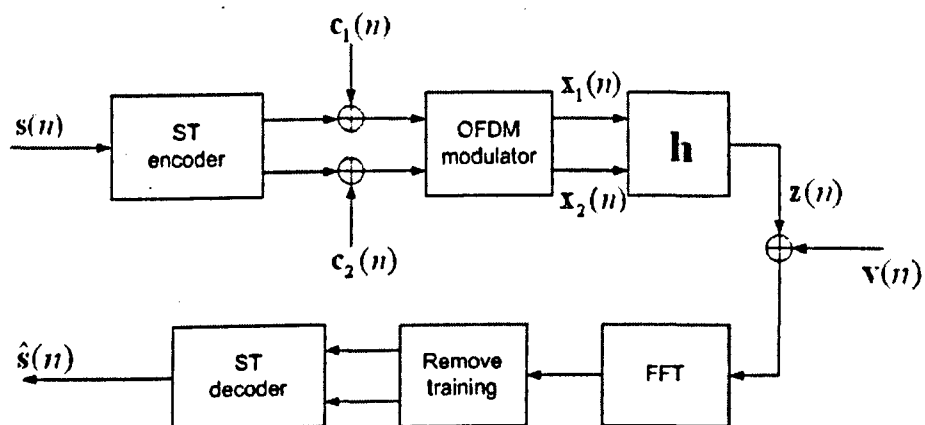 c₁(n)
x₁(n)
s(n)
ST
encoder
OFDM
modulator
h
x₂(n)
z(n)
c₂(n)
v(n)
ŝ(n)
ST
decoder
Remove
training
FFT